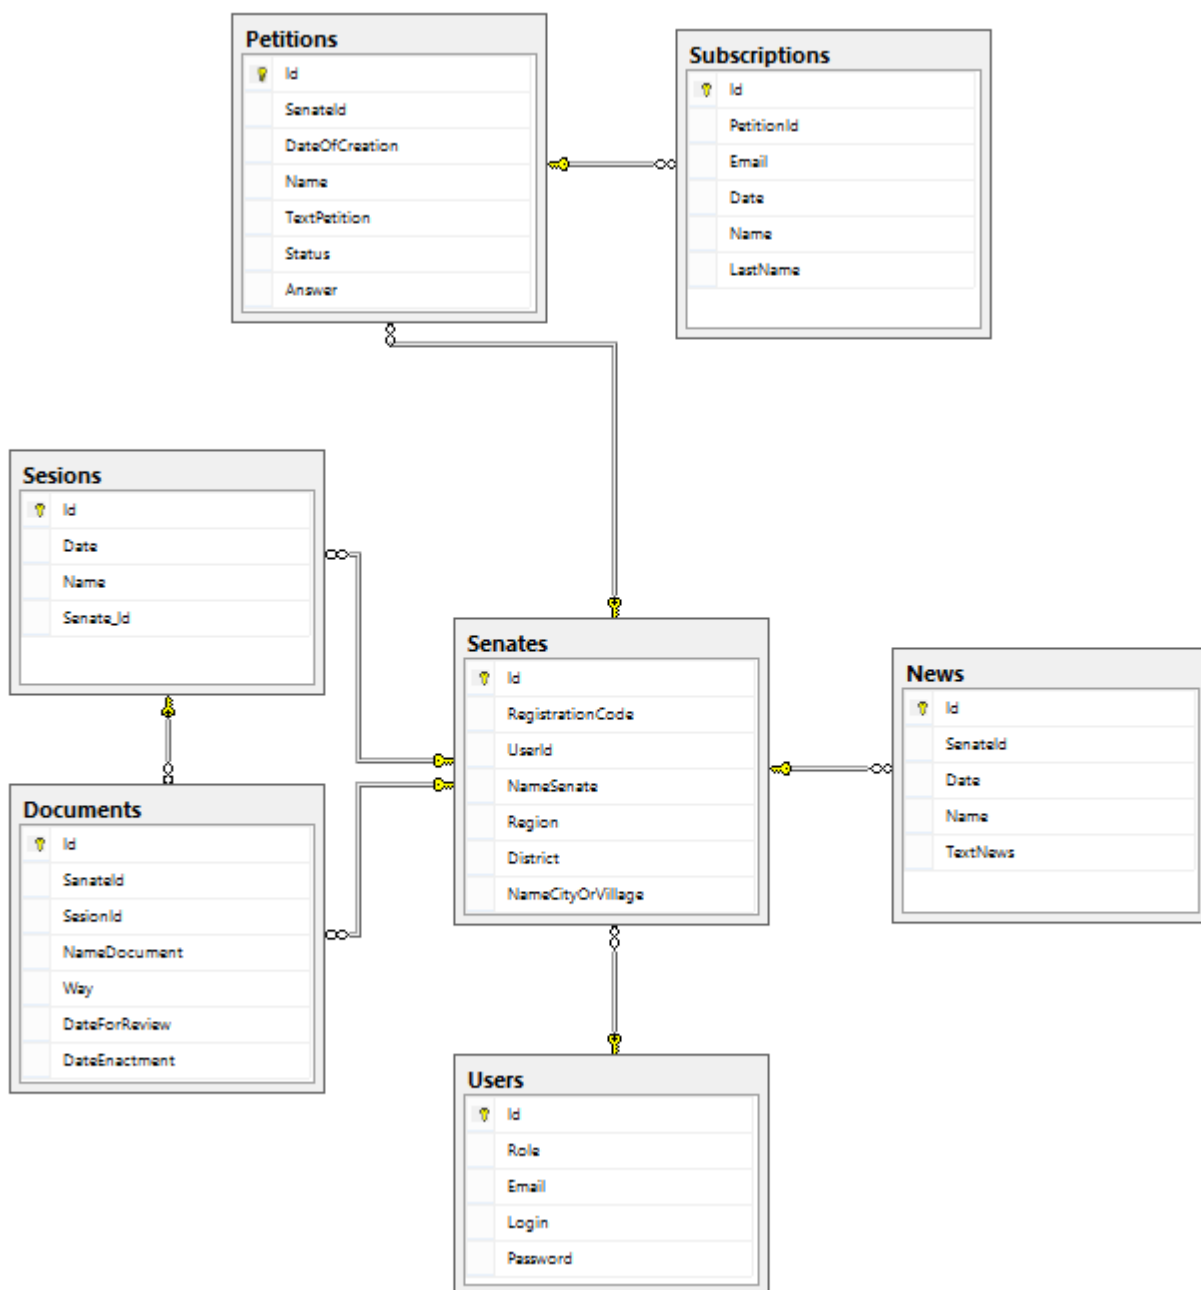 Petitions
Id
SenateId
DateOfCreation
Name
TextPetition
Status
Answer
Subscriptions
Id
PetitionId
Email
Date
Name
LastName
Sesions
Id
Date
Name
Senate_Id
Senates
Id
RegistrationCode
UserId
NameSenate
Region
District
NameCityOrVillage
News
Id
SenateId
Date
Name
TextNews
Documents
Id
SanateId
SesionId
NameDocument
Way
DateForReview
DateEnactment
Users
Id
Role
Email
Login
Password